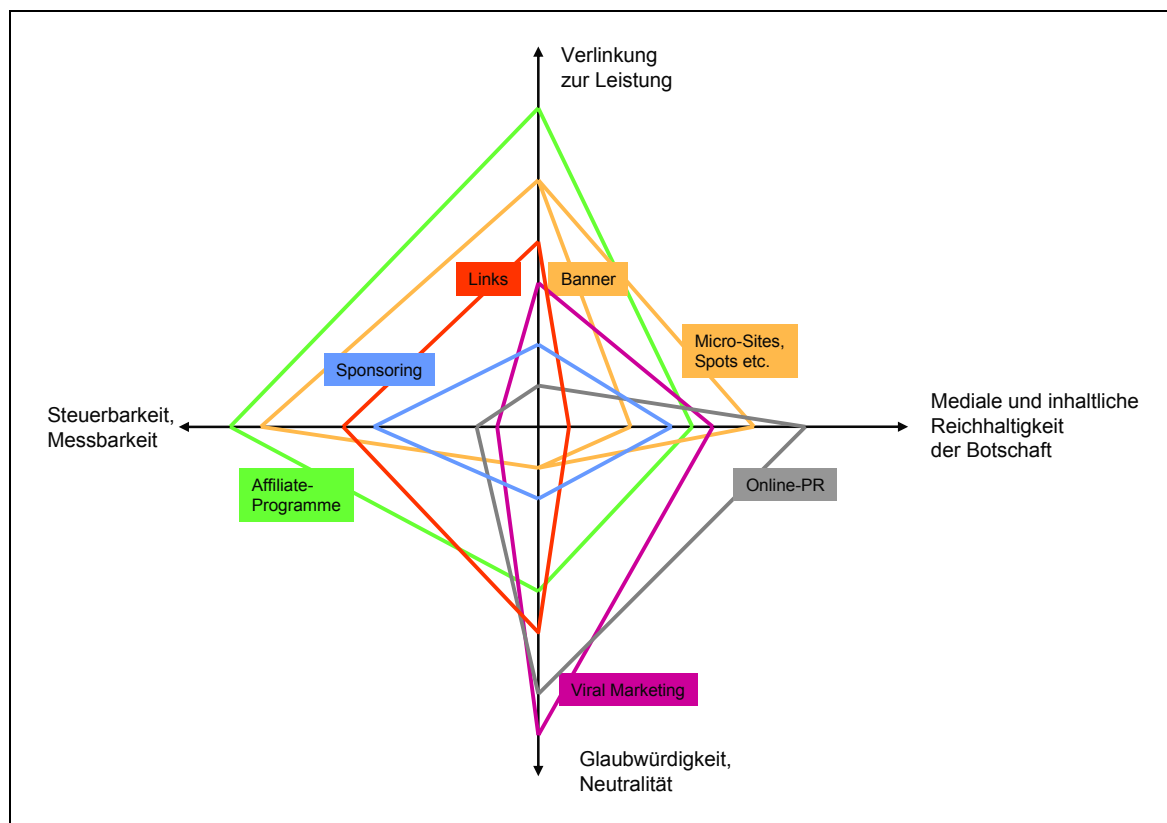 Verlinkung
zur Leistung
Links
Banner
Micro-Sites,
Spots etc.
Sponsoring
Steuerbarkeit,
Messbarkeit
Mediale und inhaltliche
Reichhaltigkeit
der Botschaft
Affiliate-
Programme
Online-PR
Viral Marketing
Glaubwürdigkeit,
Neutralität